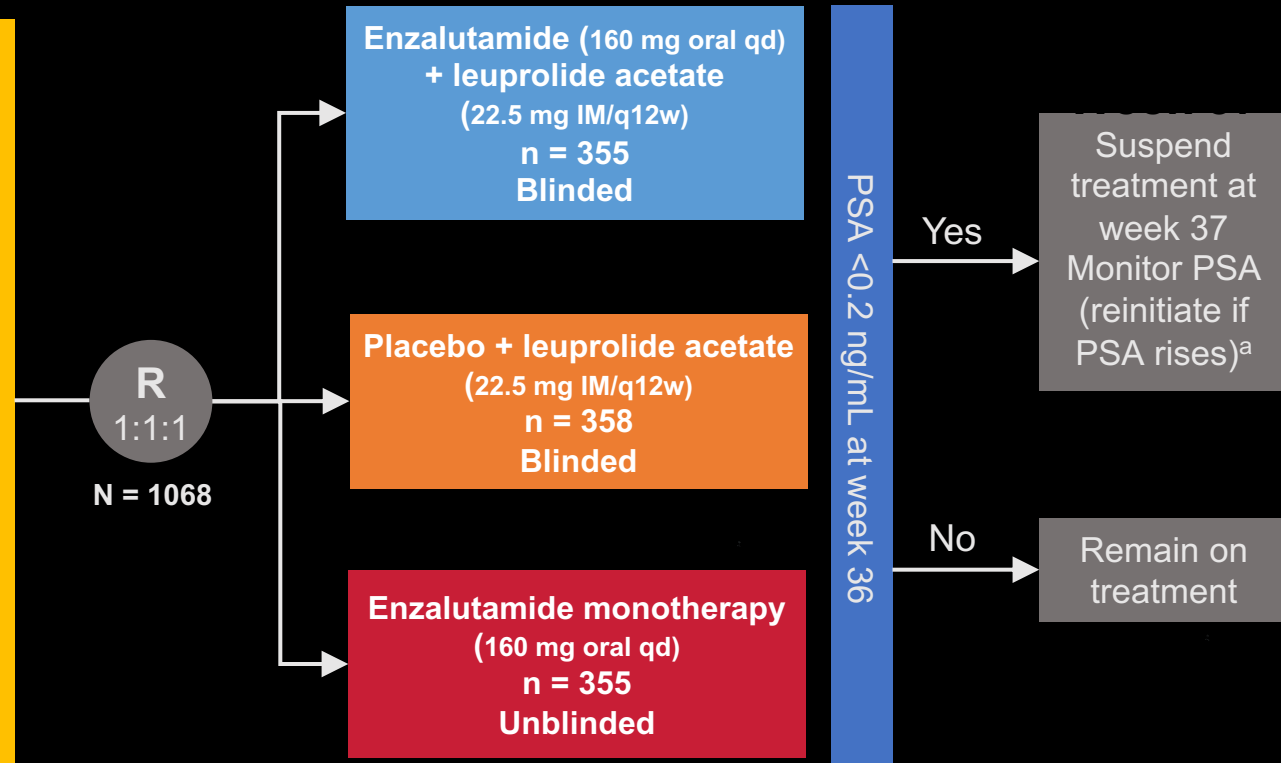 R
1:1:1
N = 1068
Enzalutamide (160 mg oral qd)
+ leuprolide acetate
(22.5 mg IM/q12w)
n = 355
Blinded
Placebo + leuprolide acetate
(22.5 mg IM/q12w)
n = 358
Blinded
Enzalutamide monotherapy
(160 mg oral qd)
n = 355
Unblinded
PSA <0.2 ng/mL at week 36
Yes
Suspend
treatment at
week 37
Monitor PSA
(reinitiate if
PSA rises)ᵃ
No
Remain on
treatment